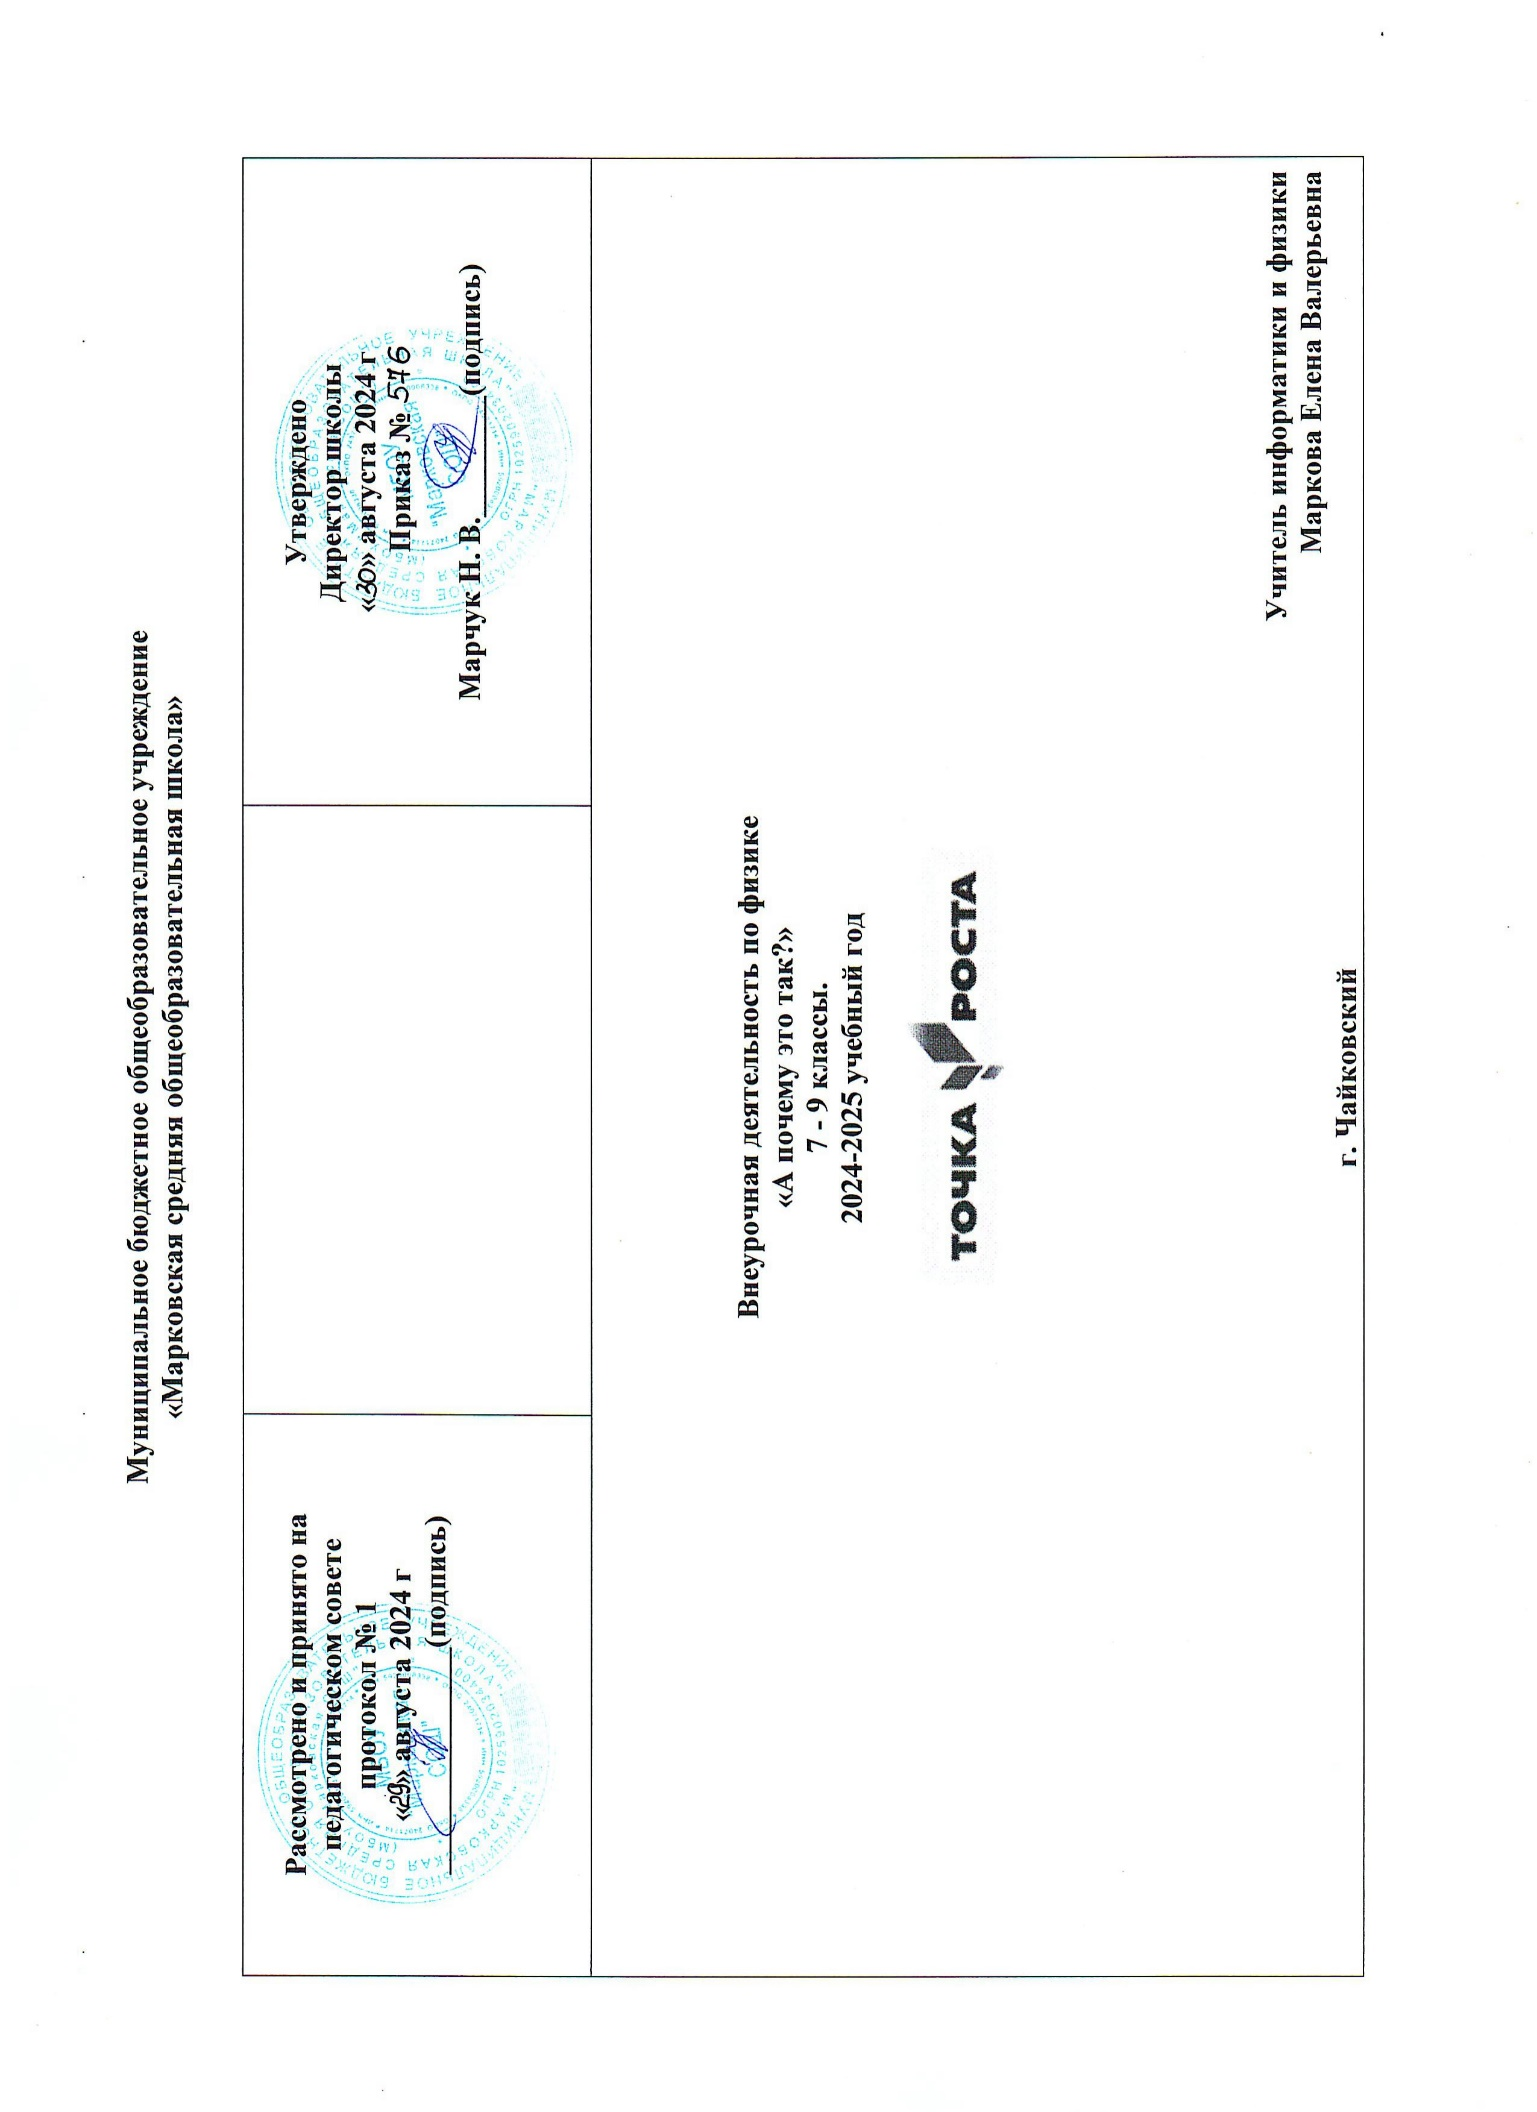 Муниципальное бюджетное общеобразовательное учреждение
«Марковская средняя общеобразовательная школа»
Рассмотрено и принято на
педагогическом совете
протокол № 1
«29» августа 2024 г
(подпись)
Утверждено
Директор школы
«30» августа 2024 г
Приказ № 576
Марчук Н. В. (подпись)
Внеурочная деятельность по физике
«А почему это так?»
7 - 9 классы.
2024-2025 учебный год
ТОЧКА РОСТА
Учитель информатики и физики
Маркова Елена Валерьевна
г. Чайковский